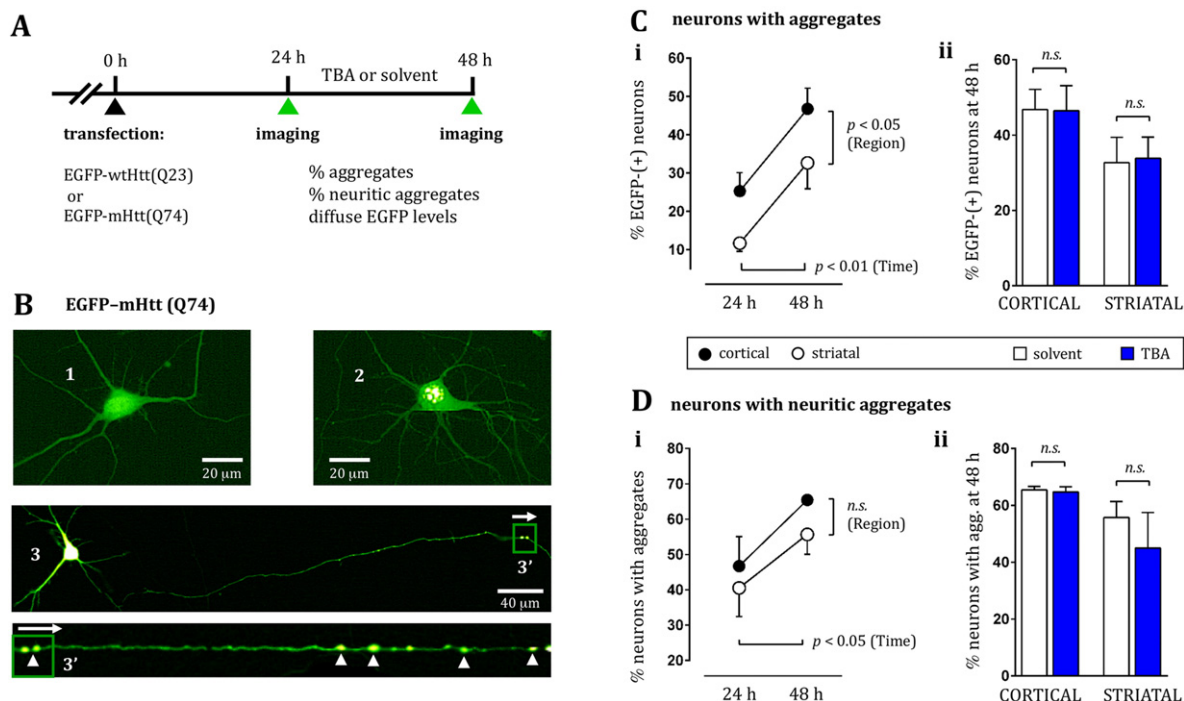 A
0 h
24 h
48 h
TBA or solvent
transfection:
imaging
imaging
EGFP-wtHtt(Q23)
or
EGFP-mHtt(Q74)
% aggregates
% neuritic aggregates
diffuse EGFP levels
B EGFP–mHtt (Q74)
1
20 μm
2
20 μm
3
3’
40 μm
3’
C neurons with aggregates
i
% EGFP-(+) neurons
60
50
40
30
20
10
p < 0.05
(Region)
p < 0.01 (Time)
24 h 48 h
ii
% EGFP-(+) neurons at 48 h
60
40
20
0
n.s.
n.s.
CORTICAL STRIATAL
cortical striatal solvent TBA
D neurons with neuritic aggregates
i
% neurons with aggregates
80
70
60
50
40
30
20
n.s.
(Region)
p < 0.05 (Time)
24 h 48 h
ii
% neurons with agg. at 48 h
80
60
40
20
0
n.s.
n.s.
CORTICAL STRIATAL